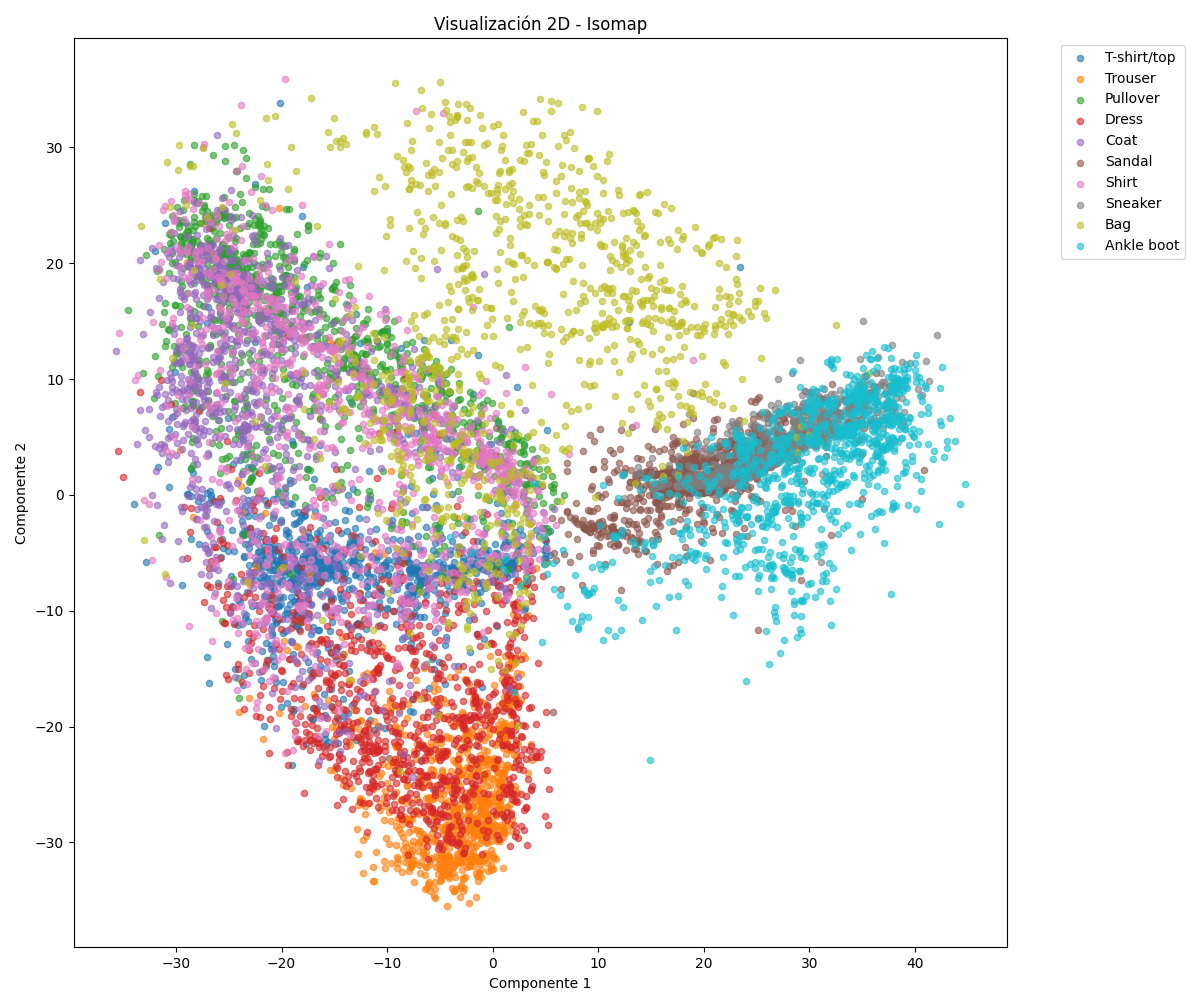 Visualización 2D - Isomap
T-shirt/top
Trouser
Pullover
Dress
Coat
Sandal
Shirt
Sneaker
Bag
Ankle boot
Componente 2
30
20
10
0
−10
−20
−30
−30 −20 −10 0 10 20 30 40
Componente 1